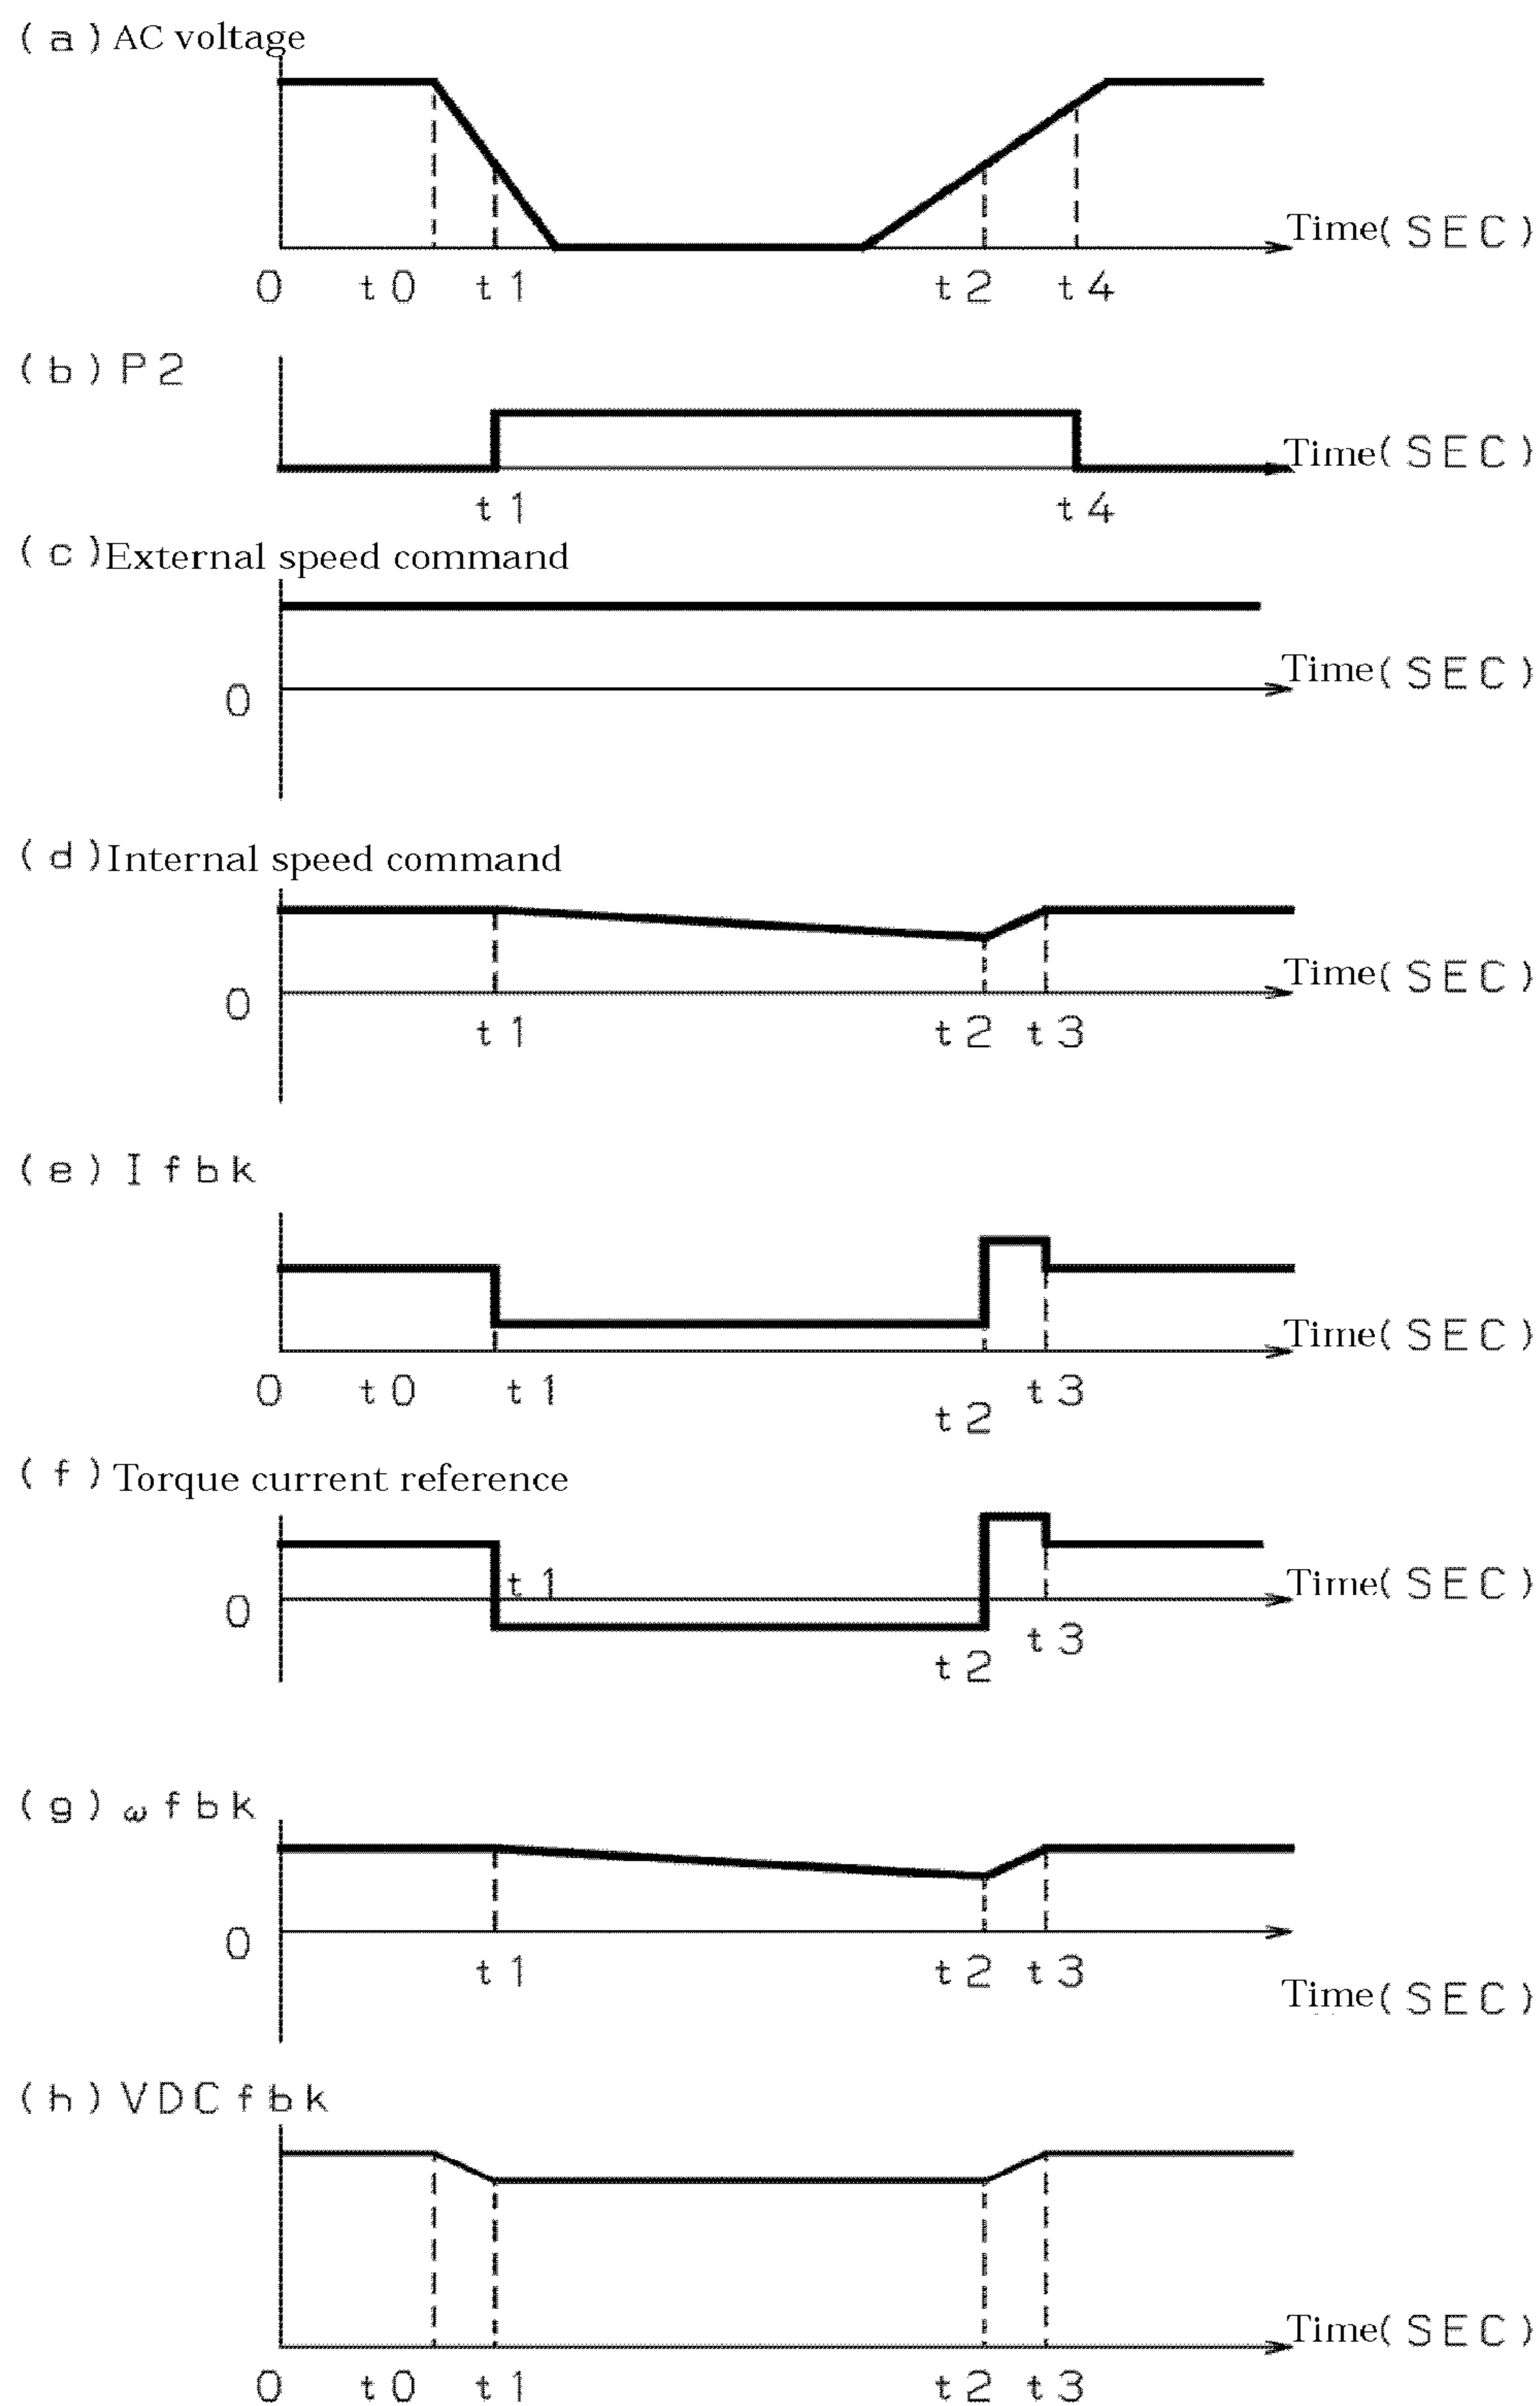 (a) AC voltage
Time(SEC)
0 t0 t1 t2 t4
(b) P2
Time(SEC)
t1 t4
(c) External speed command
Time(SEC)
0
(d) Internal speed command
Time(SEC)
0
t1 t2 t3
(e) Ifbk
Time(SEC)
0 t0 t1 t2 t3
(f) Torque current reference
t1
Time(SEC)
0
t2 t3
(g) ωfbk
0
t1 t2 t3
Time(SEC)
(h) VDCfbk
Time(SEC)
0 t0 t1 t2 t3